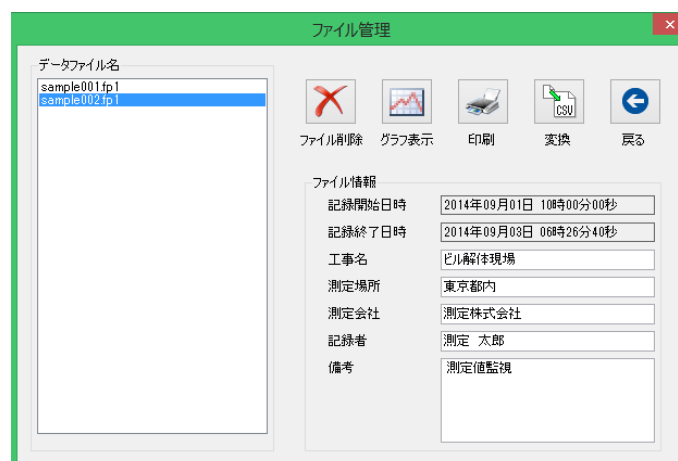 ファイル管理
データファイル名
sample001.fp1
sample002.fp1
CSV
ファイル削除 グラフ表示 印刷 変換 戻る
ファイル情報
記録開始日時 2014年09月01日 10時00分00秒
記録終了日時 2014年09月03日 06時26分40秒
工事名 ビル解体現場
測定場所 東京都内
測定会社 測定株式会社
記録者 測定 太郎
備考 測定値監視